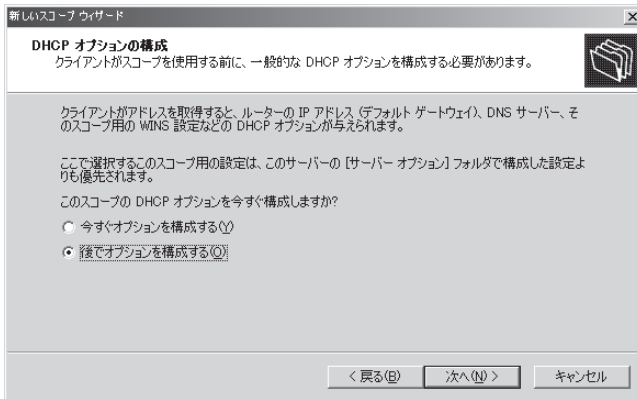 新しいスコープ ウィザード
DHCP オプションの構成
クライアントがスコープを使用する前に、一般的な DHCP オプションを構成する必要があります。
クライアントがアドレスを取得すると、ルーターの IP アドレス (デフォルト ゲートウェイ)、DNS サーバー、そ
のスコープ用の WINS 設定などの DHCP オプションが与えられます。
ここで選択するこのスコープ用の設定は、このサーバーの [サーバー オプション] フォルダで構成した設定よ
りも優先されます。
このスコープの DHCP オプションを今すぐ構成しますか?
今すぐオプションを構成する(Y)
後でオプションを構成する(O)
< 戻る(B)
次へ(N) >
キャンセル